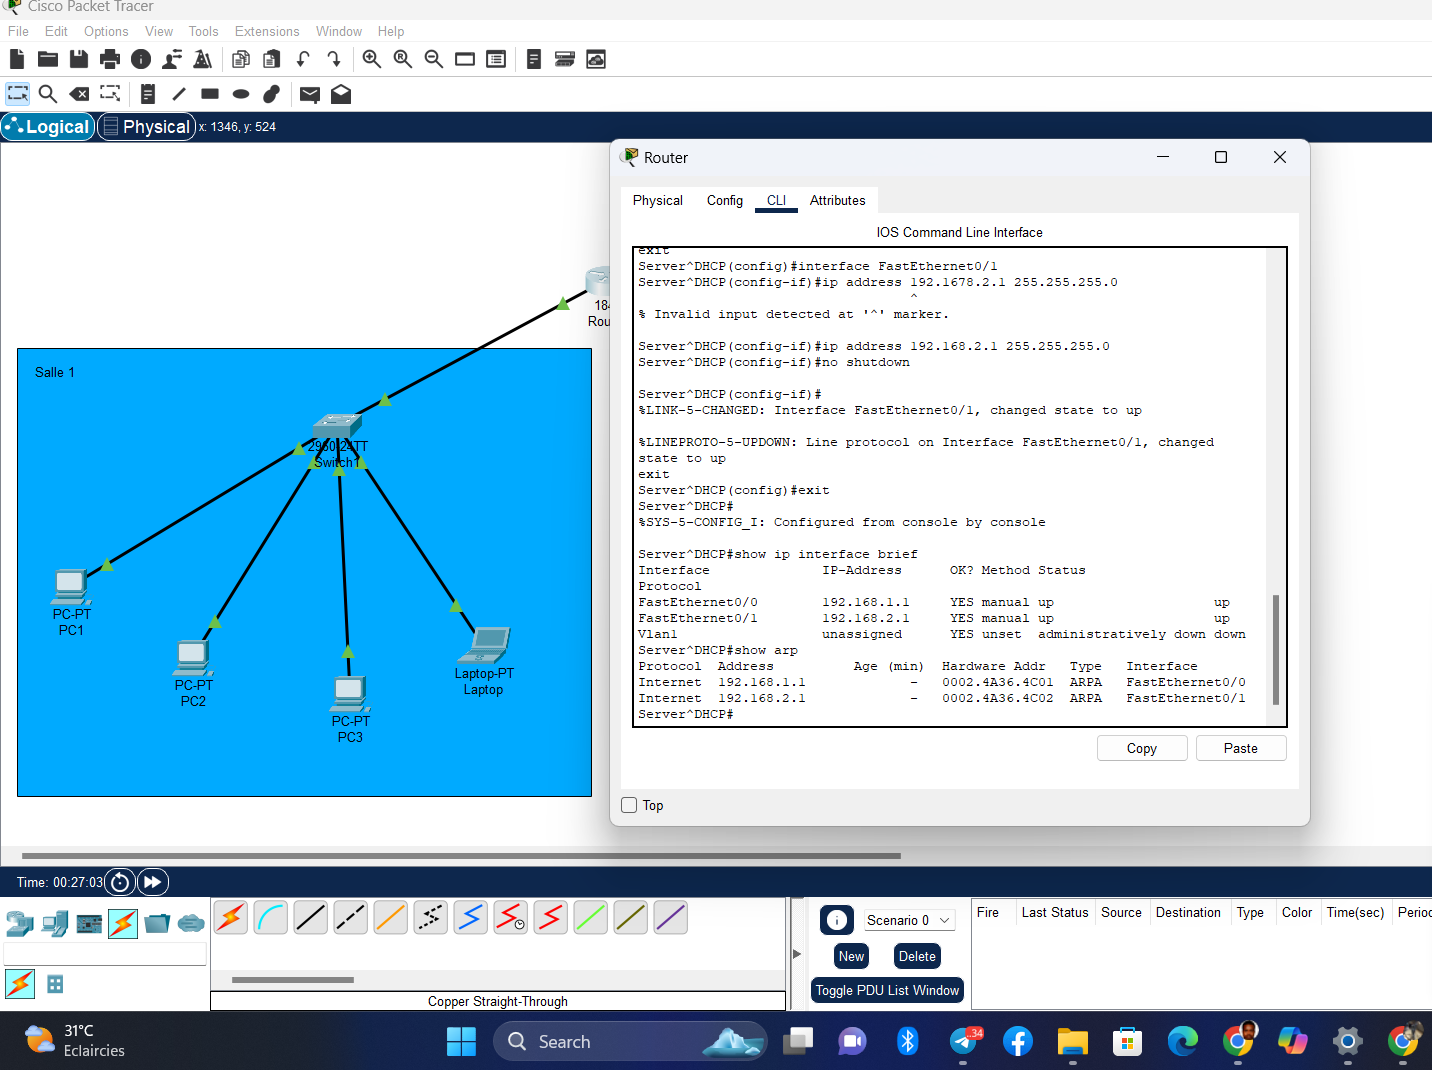 Cisco Packet Tracer
File Edit Options View Tools Extensions Window Help
Logical Physical x: 1346, y: 524
Router
Physical Config CLI Attributes
IOS Command Line Interface
exit
Server^DHCP(config)#interface FastEthernet0/1
Server^DHCP(config-if)#ip address 192.1678.2.1 255.255.255.0
^
% Invalid input detected at '^' marker.
Server^DHCP(config-if)#ip address 192.168.2.1 255.255.255.0
Server^DHCP(config-if)#no shutdown
Server^DHCP(config-if)#
%LINK-5-CHANGED: Interface FastEthernet0/1, changed state to up
%LINEPROTO-5-UPDOWN: Line protocol on Interface FastEthernet0/1, changed
state to up
exit
Server^DHCP(config)#exit
Server^DHCP#
%SYS-5-CONFIG_I: Configured from console by console
Server^DHCP#show ip interface brief
Interface IP-Address OK? Method Status
Protocol
FastEthernet0/0 192.168.1.1 YES manual up up
FastEthernet0/1 192.168.2.1 YES manual up up
Vlan1 unassigned YES unset administratively down down
Server^DHCP#show arp
Protocol Address Age (min) Hardware Addr Type Interface
Internet 192.168.1.1 - 0002.4A36.4C01 ARPA FastEthernet0/0
Internet 192.168.2.1 - 0002.4A36.4C02 ARPA FastEthernet0/1
Server^DHCP#
Copy Paste
Top
184
Rou
Salle 1
2960-24TT
Switch1
PC-PT
PC1
PC-PT
PC2
PC-PT
PC3
Laptop-PT
Laptop
Time: 00:27:03
Scenario 0
New Delete
Toggle PDU List Window
Fire Last Status Source Destination Type Color Time(sec) Perioc
Copper Straight-Through
31°C
Eclaircies
Search
34